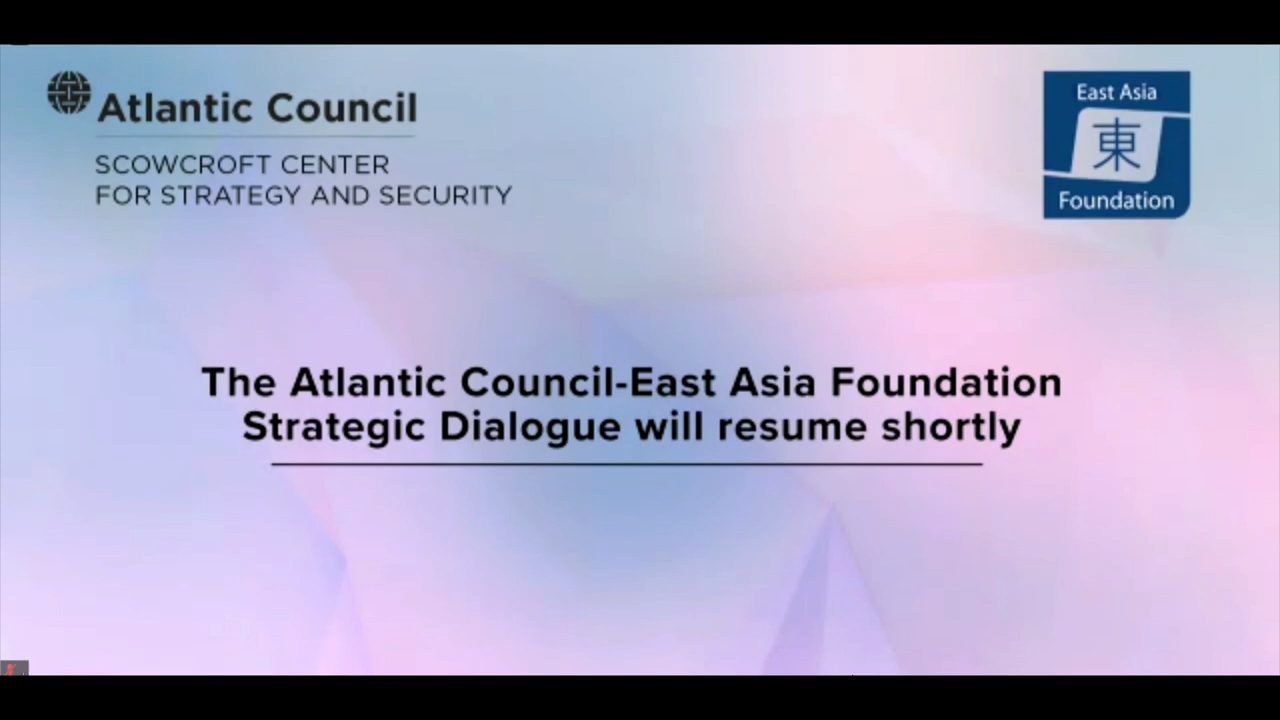 Atlantic Council
SCOWCROFT CENTER
FOR STRATEGY AND SECURITY
East Asia
東
Foundation
The Atlantic Council-East Asia Foundation
Strategic Dialogue will resume shortly